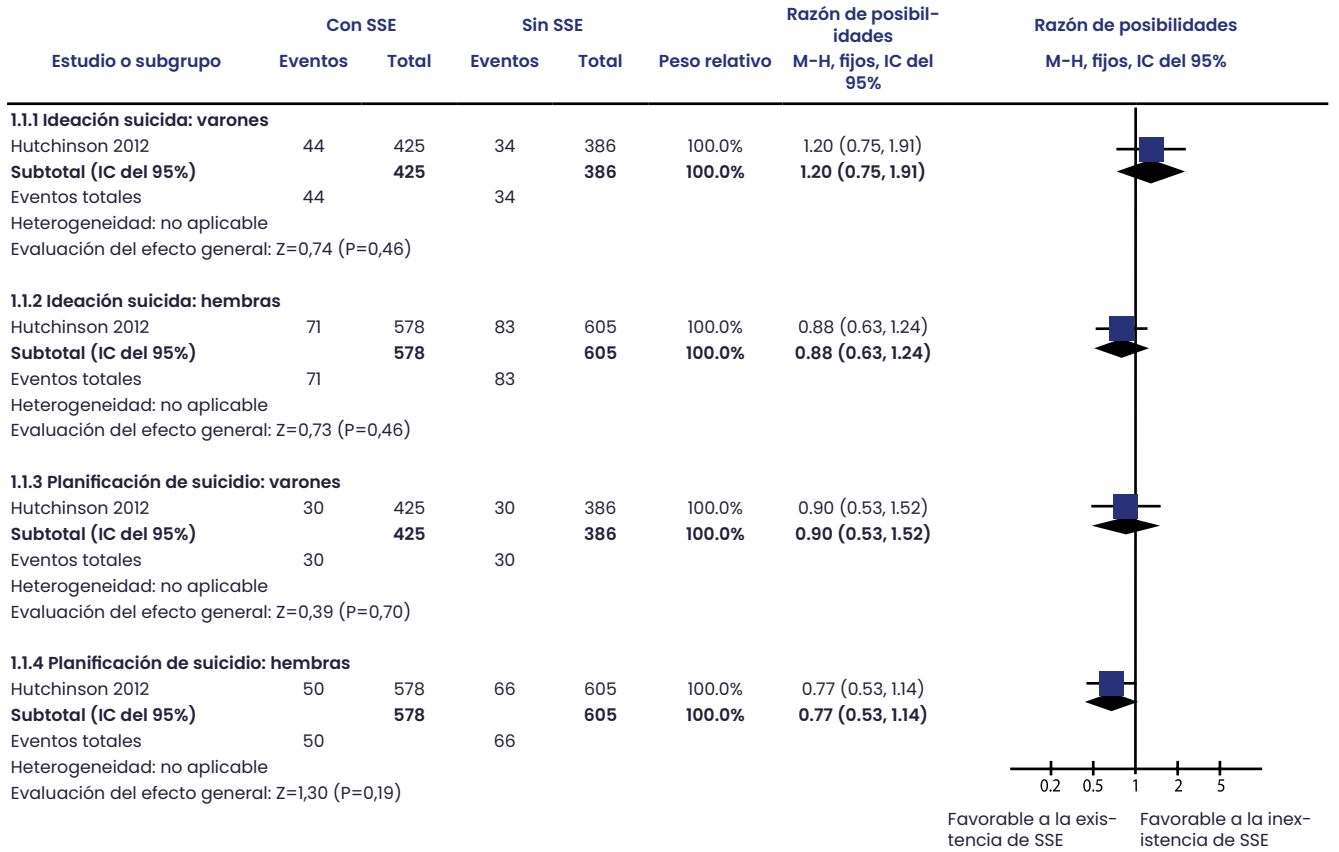 Con SSE Sin SSE Razón de posibil-
idades Razón de posibilidades
Estudio o subgrupo Eventos Total Eventos Total Peso relativo M-H, fijos, IC del
95% M-H, fijos, IC del 95%
1.1.1 Ideación suicida: varones
Hutchinson 2012 44 425 34 386 100.0% 1.20 (0.75, 1.91)
Subtotal (IC del 95%) 425 386 100.0% 1.20 (0.75, 1.91)
Eventos totales 44 34
Heterogeneidad: no aplicable
Evaluación del efecto general: Z=0,74 (P=0,46)
1.1.2 Ideación suicida: hembras
Hutchinson 2012 71 578 83 605 100.0% 0.88 (0.63, 1.24)
Subtotal (IC del 95%) 578 605 100.0% 0.88 (0.63, 1.24)
Eventos totales 71 83
Heterogeneidad: no aplicable
Evaluación del efecto general: Z=0,73 (P=0,46)
1.1.3 Planificación de suicidio: varones
Hutchinson 2012 30 425 30 386 100.0% 0.90 (0.53, 1.52)
Subtotal (IC del 95%) 425 386 100.0% 0.90 (0.53, 1.52)
Eventos totales 30 30
Heterogeneidad: no aplicable
Evaluación del efecto general: Z=0,39 (P=0,70)
1.1.4 Planificación de suicidio: hembras
Hutchinson 2012 50 578 66 605 100.0% 0.77 (0.53, 1.14)
Subtotal (IC del 95%) 578 605 100.0% 0.77 (0.53, 1.14)
Eventos totales 50 66
Heterogeneidad: no aplicable
Evaluación del efecto general: Z=1,30 (P=0,19)
0.2 0.5 1 2 5
Favorable a la exis-
tencia de SSE
Favorable a la inex-
istencia de SSE